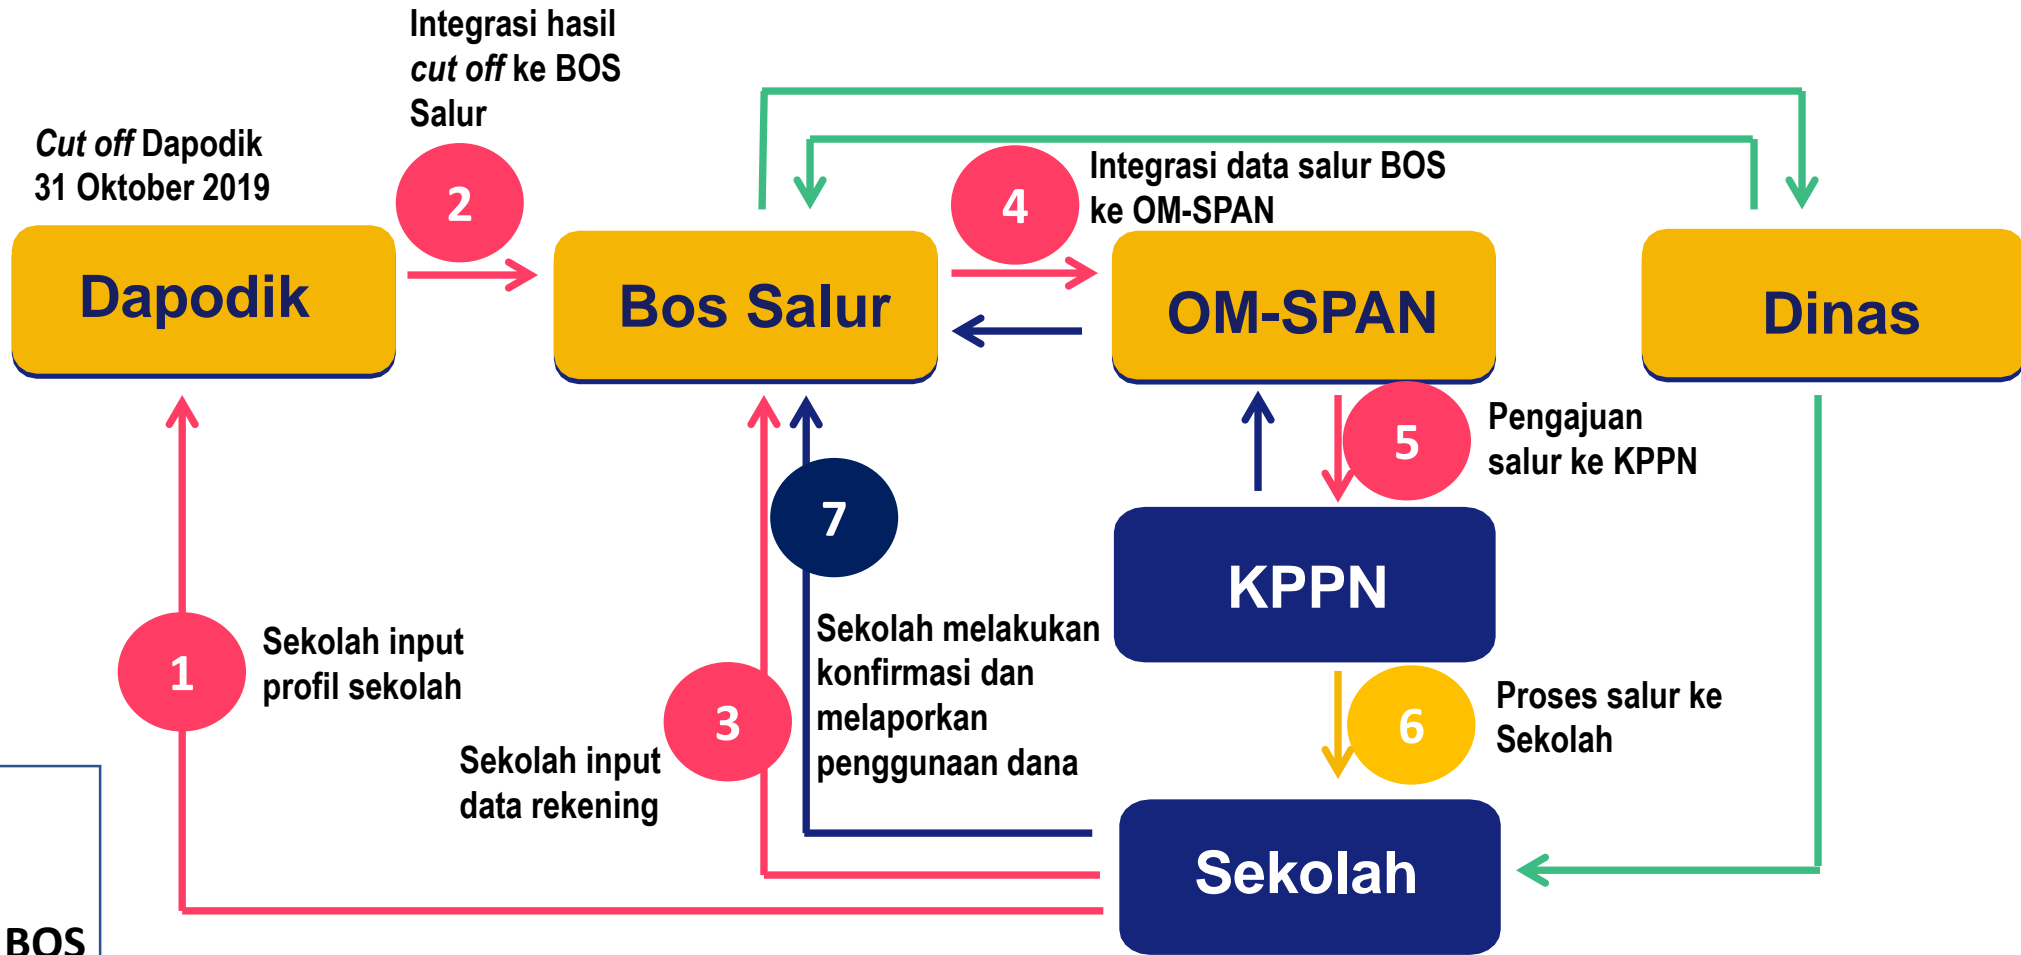 Integrasi hasil
cut off ke BOS
Salur
Cut off Dapodik
31 Oktober 2019
2
4
Integrasi data salur BOS
ke OM-SPAN
Dapodik
Bos Salur
OM-SPAN
Dinas
5
Pengajuan
salur ke KPPN
7
KPPN
1
Sekolah input
profil sekolah
3
Sekolah input
data rekening
Sekolah melakukan
konfirmasi dan
melaporkan
penggunaan dana
6
Proses salur ke
Sekolah
Sekolah
BOS